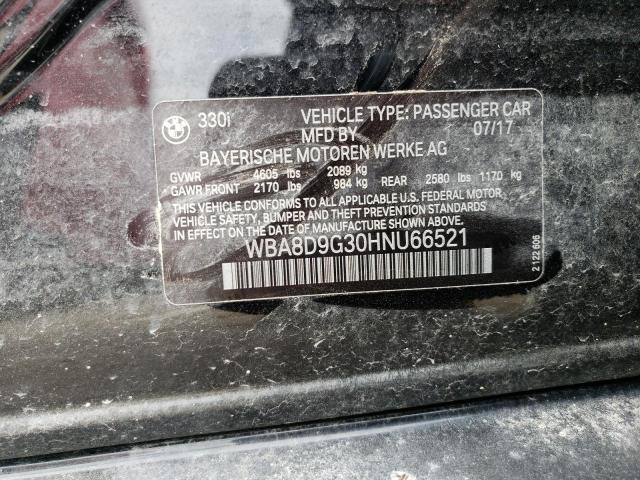 330i VEHICLE TYPE: PASSENGER CAR
MFD BY 07/17
BAYERISCHE MOTOREN WERKE AG
GVWR 4605 lbs 2089 kg
GAWR FRONT 2170 lbs 984 kg REAR 2580 lbs 1170 kg
THIS VEHICLE CONFORMS TO ALL APPLICABLE U.S. FEDERAL MOTOR
VEHICLE SAFETY, BUMPER AND THEFT PREVENTION STANDARDS
IN EFFECT ON THE DATE OF MANUFACTURE SHOWN ABOVE.
WBA8D9G30HNU66521
2 122 606